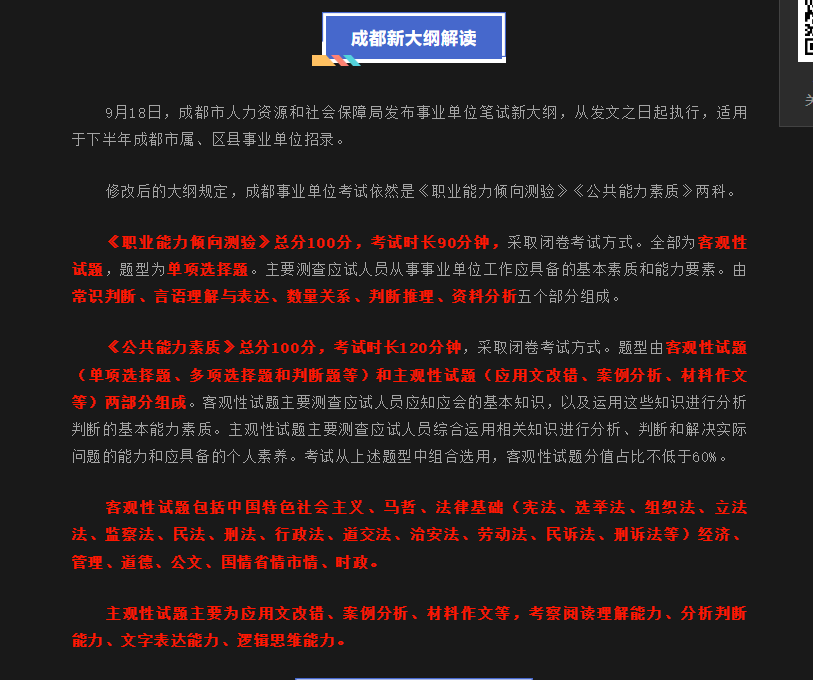 成都新大纲解读
9月18日，成都市人力资源和社会保障局发布事业单位笔试新大纲，从发文之日起执行，适用
于下半年成都市属、区县事业单位招录。
修改后的大纲规定，成都事业单位考试依然是《职业能力倾向测验》《公共能力素质》两科。
《职业能力倾向测验》总分100分，考试时长90分钟，采取闭卷考试方式。全部为客观性
试题，题型为单项选择题。主要测查应试人员从事事业单位工作应具备的基本素质和能力要素。由
常识判断、言语理解与表达、数量关系、判断推理、资料分析五个部分组成。
《公共能力素质》总分100分，考试时长120分钟，采取闭卷考试方式。题型由客观性试题
（单项选择题、多项选择题和判断题等）和主观性试题（应用文改错、案例分析、材料作文
等）两部分组成。客观性试题主要测查应试人员应知应会的基本知识，以及运用这些知识进行分析
判断的基本能力素质。主观性试题主要测查应试人员综合运用相关知识进行分析、判断和解决实际
问题的能力和应具备的个人素养。考试从上述题型中组合选用，客观性试题分值占比不低于60%。
客观性试题包括中国特色社会主义、马哲、法律基础（宪法、选举法、组织法、立法
法、监察法、民法、刑法、行政法、道交法、治安法、劳动法、民诉法、刑诉法等）经济、
管理、道德、公文、国情省情市情、时政。
主观性试题主要为应用文改错、案例分析、材料作文等，考察阅读理解能力、分析判断
能力、文字表达能力、逻辑思维能力。